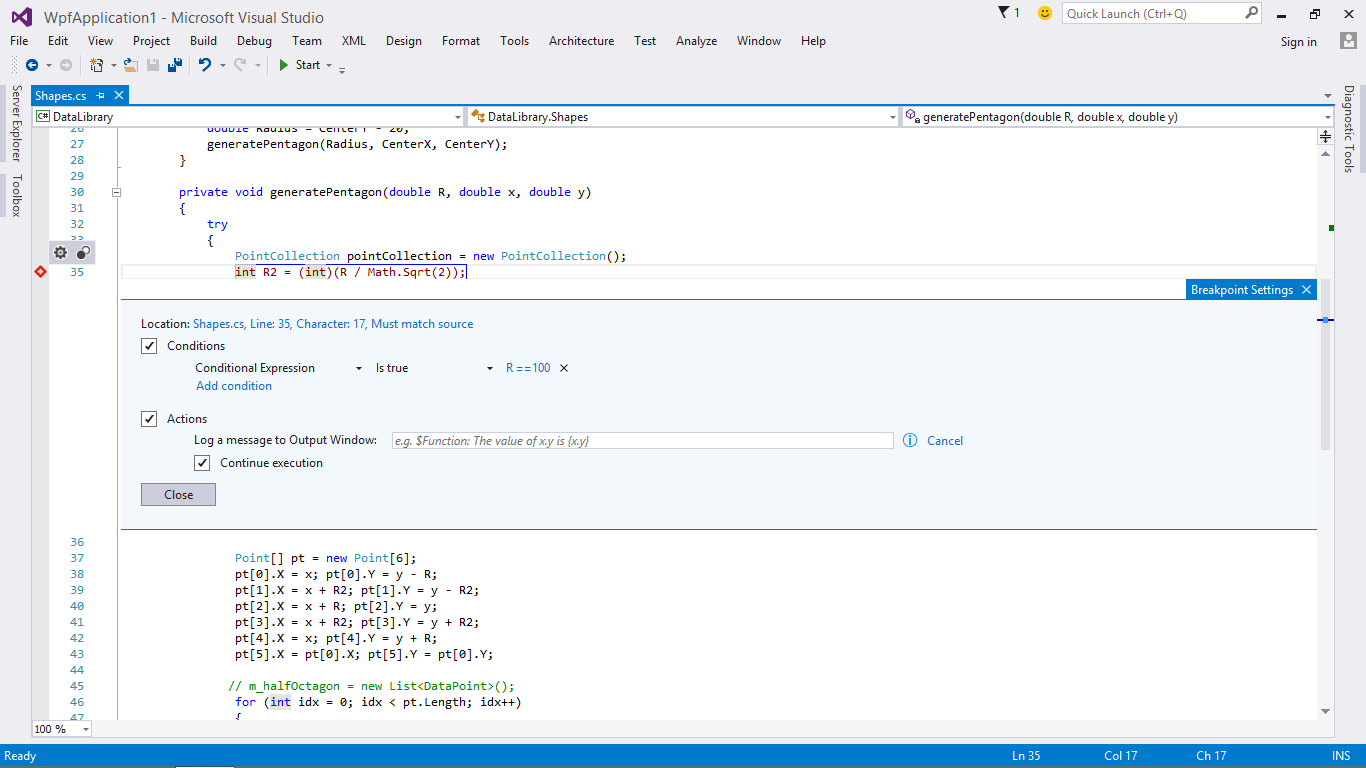 WpfApplication1 - Microsoft Visual Studio
1
Quick Launch (Ctrl+Q)
File Edit View Project Build Debug Team XML Design Format Tools Architecture Test Analyze Window Help
Sign in
Start
Server Explorer
Toolbox
Diagnostic Tools
Shapes.cs
C# DataLibrary
DataLibrary.Shapes
generatePentagon(double R, double x, double y)
26 double Radius = CenterY - 20;
27 generatePentagon(Radius, CenterX, CenterY);
28 }
29
30 private void generatePentagon(double R, double x, double y)
31 {
32 try
33 {
PointCollection pointCollection = new PointCollection();
35 int R2 = (int)(R / Math.Sqrt(2));
Breakpoint Settings
Location: Shapes.cs, Line: 35, Character: 17, Must match source
Conditions
Conditional Expression Is true R ==100
Add condition
Actions
Log a message to Output Window: e.g. $Function: The value of x.y is {x.y} Cancel
Continue execution
Close
36
37 Point[] pt = new Point[6];
38 pt[0].X = x; pt[0].Y = y - R;
39 pt[1].X = x + R2; pt[1].Y = y - R2;
40 pt[2].X = x + R; pt[2].Y = y;
41 pt[3].X = x + R2; pt[3].Y = y + R2;
42 pt[4].X = x; pt[4].Y = y + R;
43 pt[5].X = pt[0].X; pt[5].Y = pt[0].Y;
44
45 // m_halfOctagon = new List<DataPoint>();
46 for (int idx = 0; idx < pt.Length; idx++)
47 {
100 %
Ready Ln 35 Col 17 Ch 17 INS